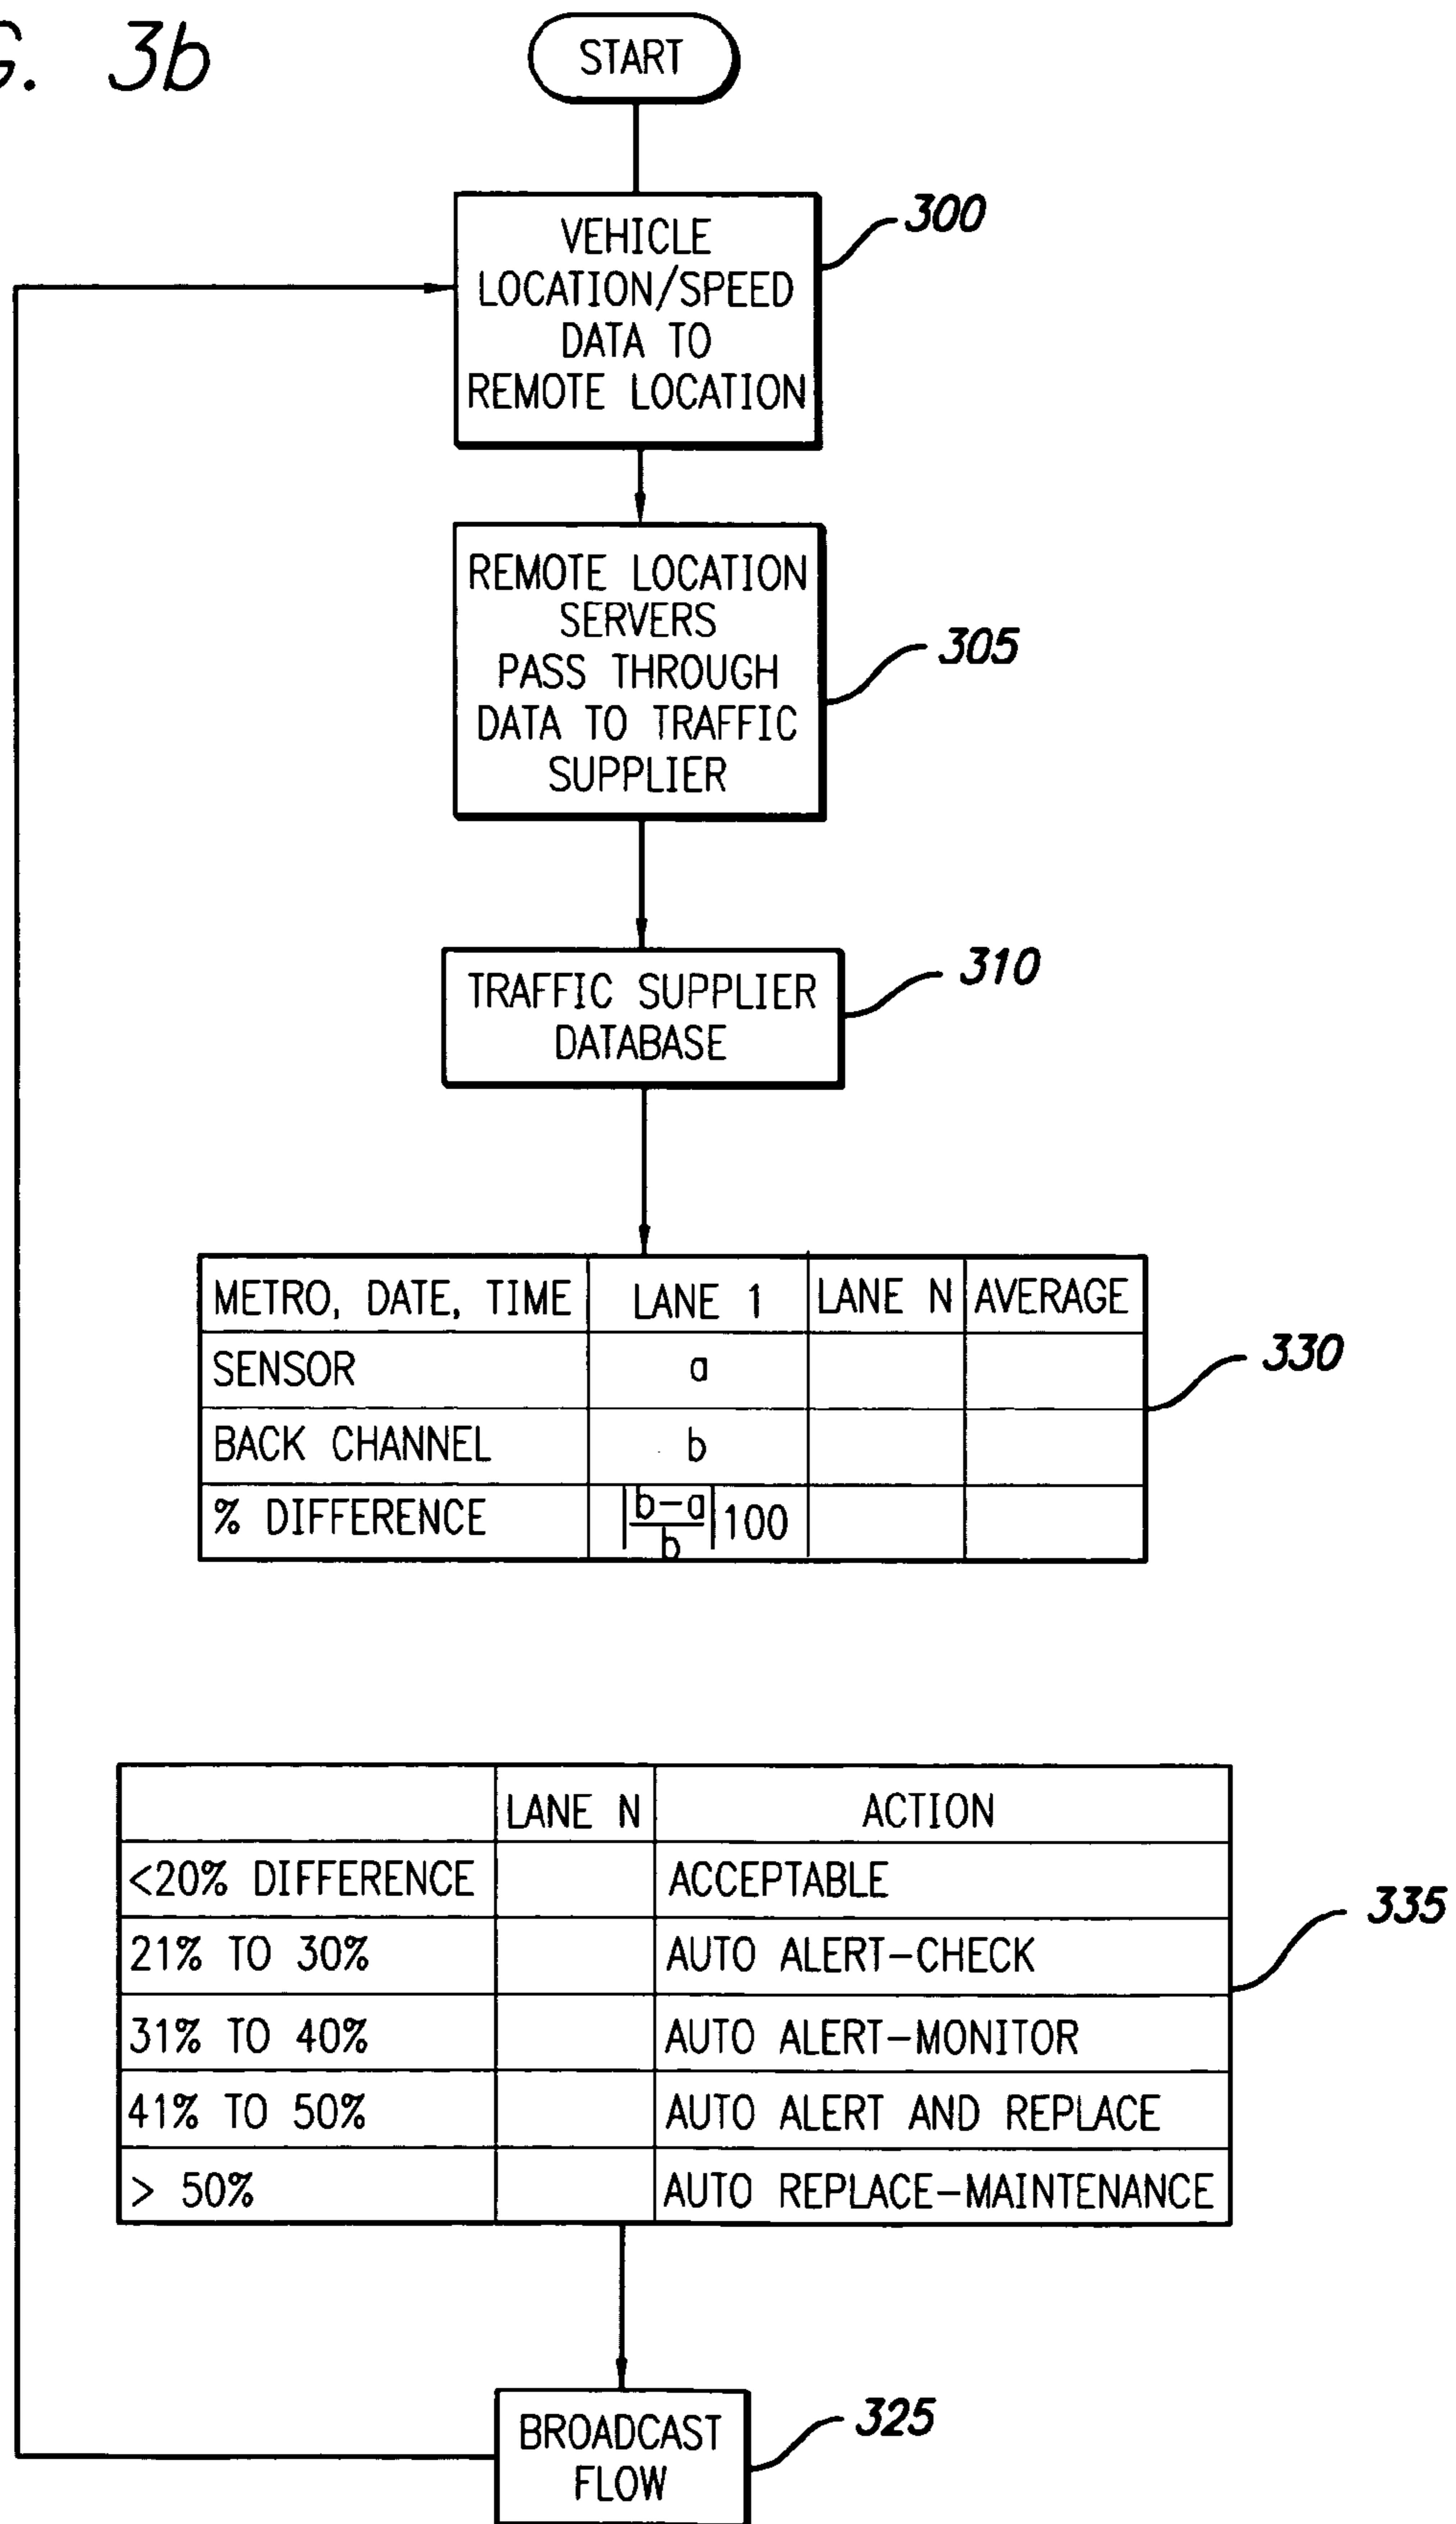 G. 3b
START
VEHICLE
LOCATION/SPEED
DATA TO
REMOTE LOCATION
300
REMOTE LOCATION
SERVERS
PASS THROUGH
DATA TO TRAFFIC
SUPPLIER
305
TRAFFIC SUPPLIER
DATABASE
310
METRO, DATE, TIME LANE 1 LANE N AVERAGE
SENSOR a
BACK CHANNEL b
% DIFFERENCE |b-a/b|100
330
LANE N ACTION
<20% DIFFERENCE ACCEPTABLE
21% TO 30% AUTO ALERT-CHECK
31% TO 40% AUTO ALERT-MONITOR
41% TO 50% AUTO ALERT AND REPLACE
> 50% AUTO REPLACE-MAINTENANCE
335
BROADCAST
FLOW
325